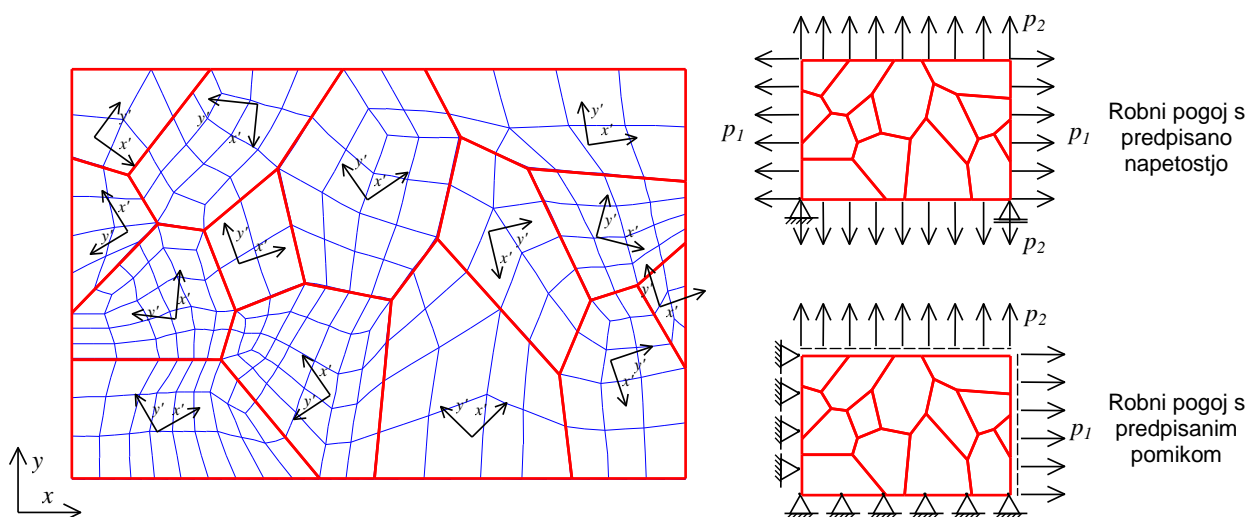 y'
x'
y'
x'
y'
x'
y'
x'
x'
y'
y'
x'
y'
x'
y'
x'
y'
x'
y'
x'
x'
y'
y'
x'
y' x'
y' x'
y
x
p2
p1
p1
p2
Robni pogoj s
predpisano
napetostjo
p2
p1
Robni pogoj s
predpisanim
pomikom